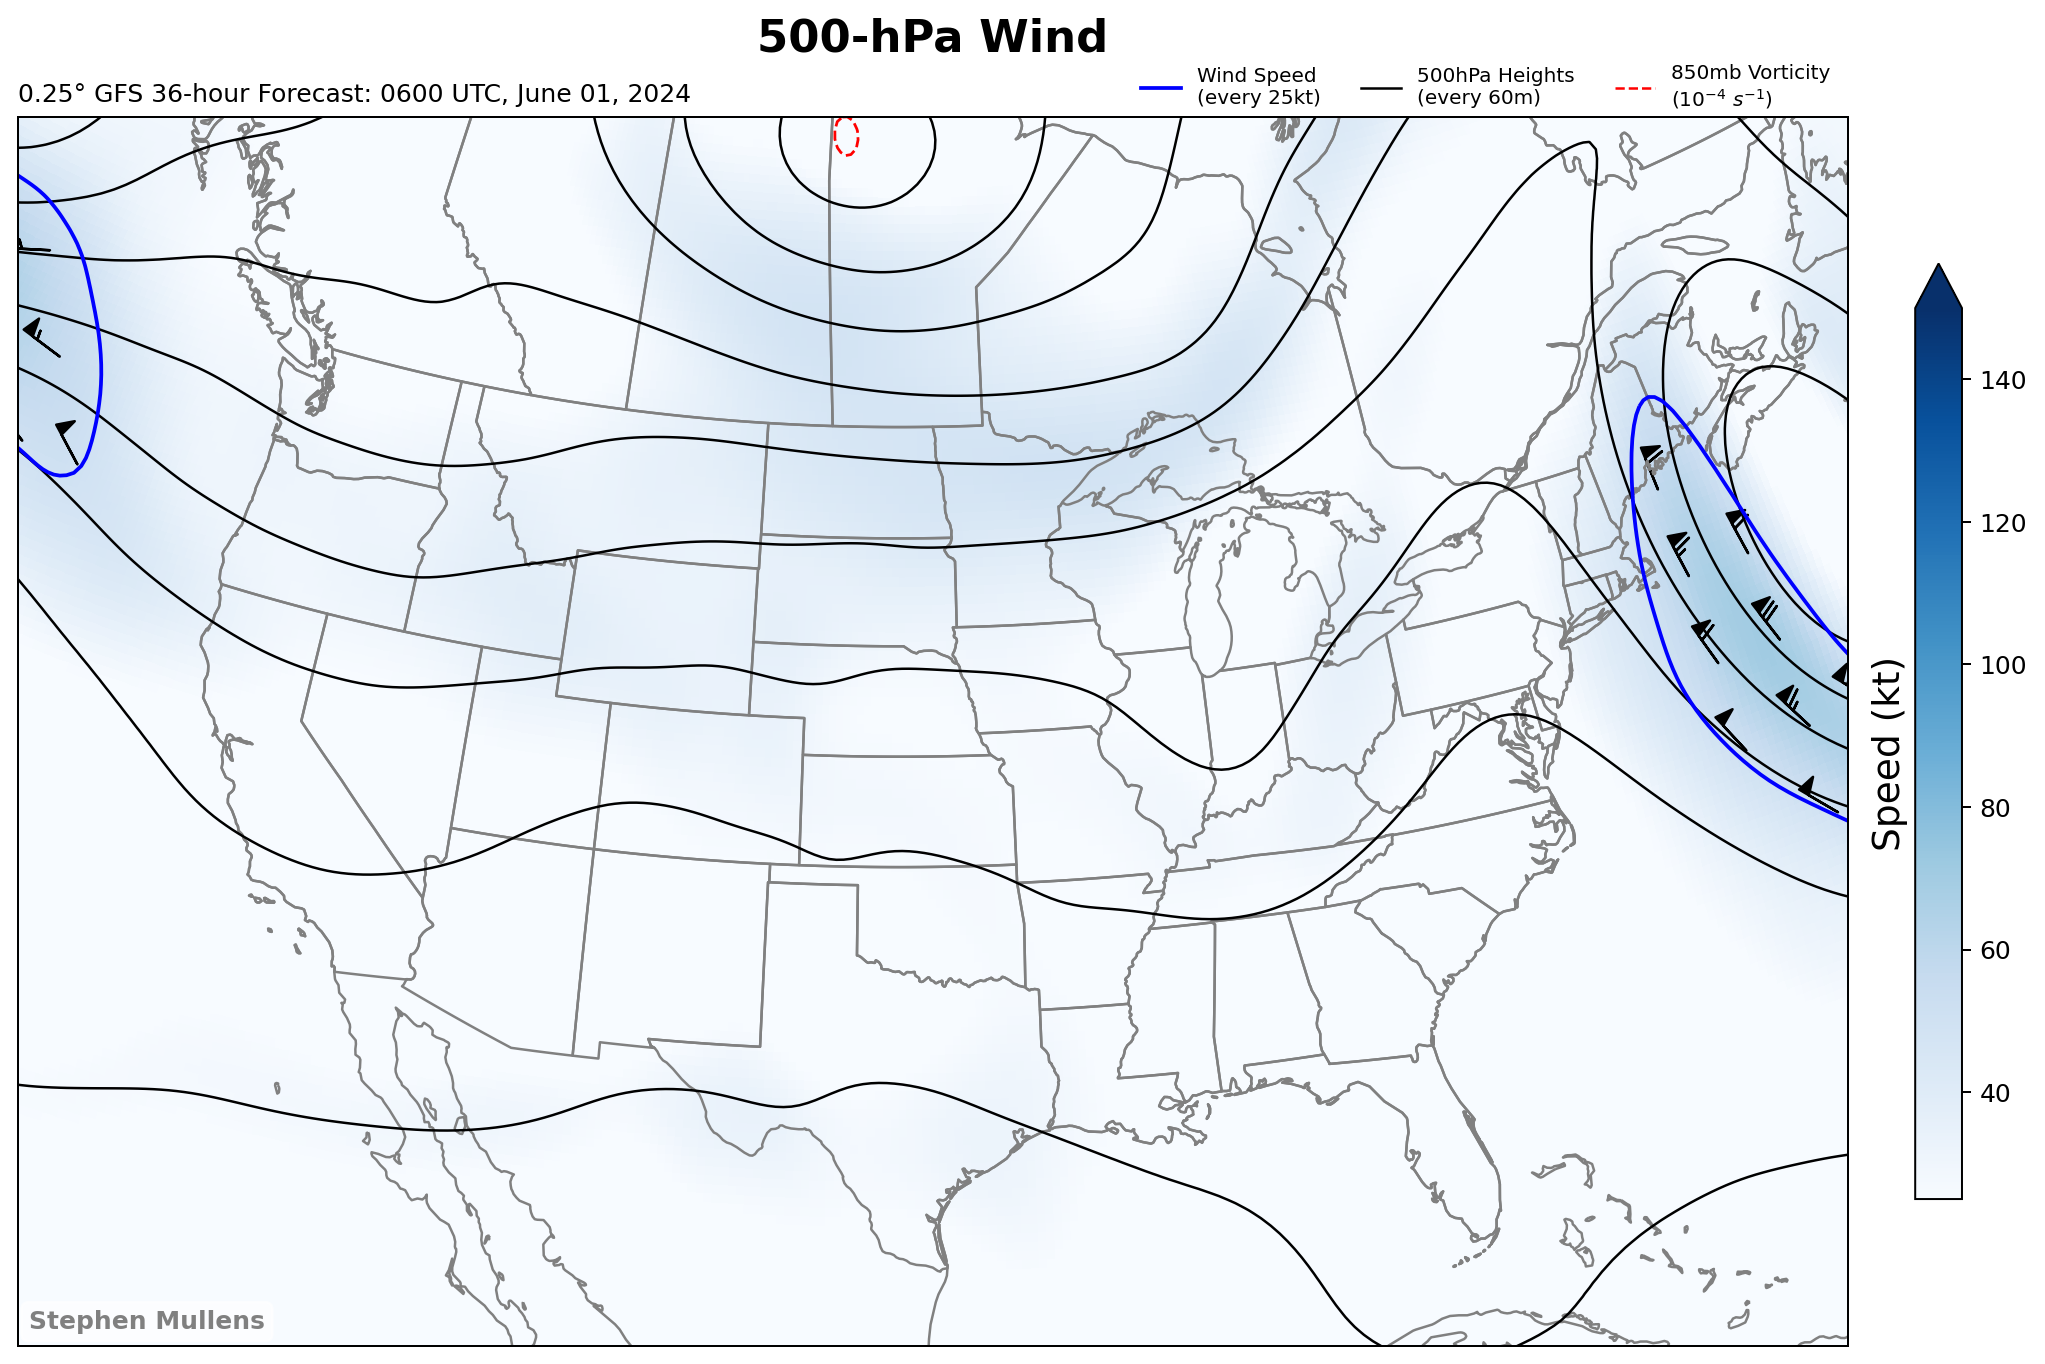 500-hPa Wind
0.25° GFS 36-hour Forecast: 0600 UTC, June 01, 2024
Wind Speed
(every 25kt)
500hPa Heights
(every 60m)
850mb Vorticity
(10⁻⁴ s⁻¹)
140
120
100
80
60
40
Speed (kt)
Stephen Mullens